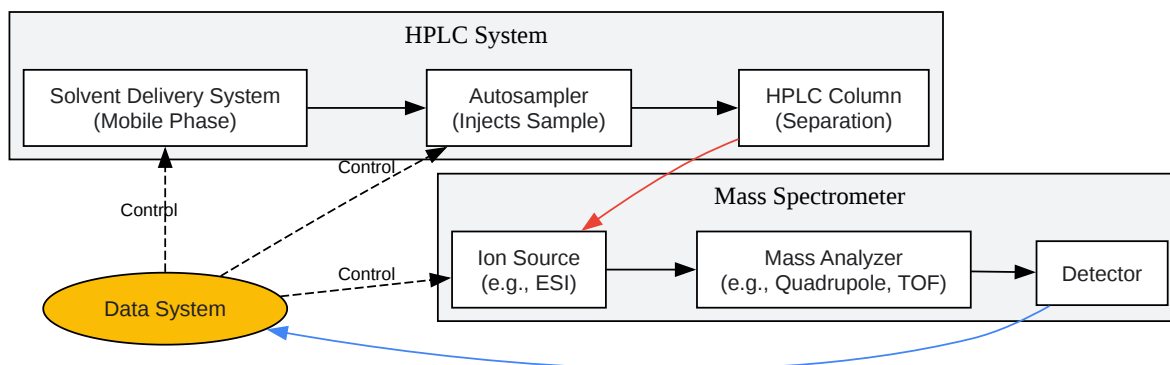 HPLC System
Solvent Delivery System
(Mobile Phase)
Autosampler
(Injects Sample)
HPLC Column
(Separation)
Control
Control
Mass Spectrometer
Ion Source
(e.g., ESI)
Mass Analyzer
(e.g., Quadrupole, TOF)
Detector
Control
Data System